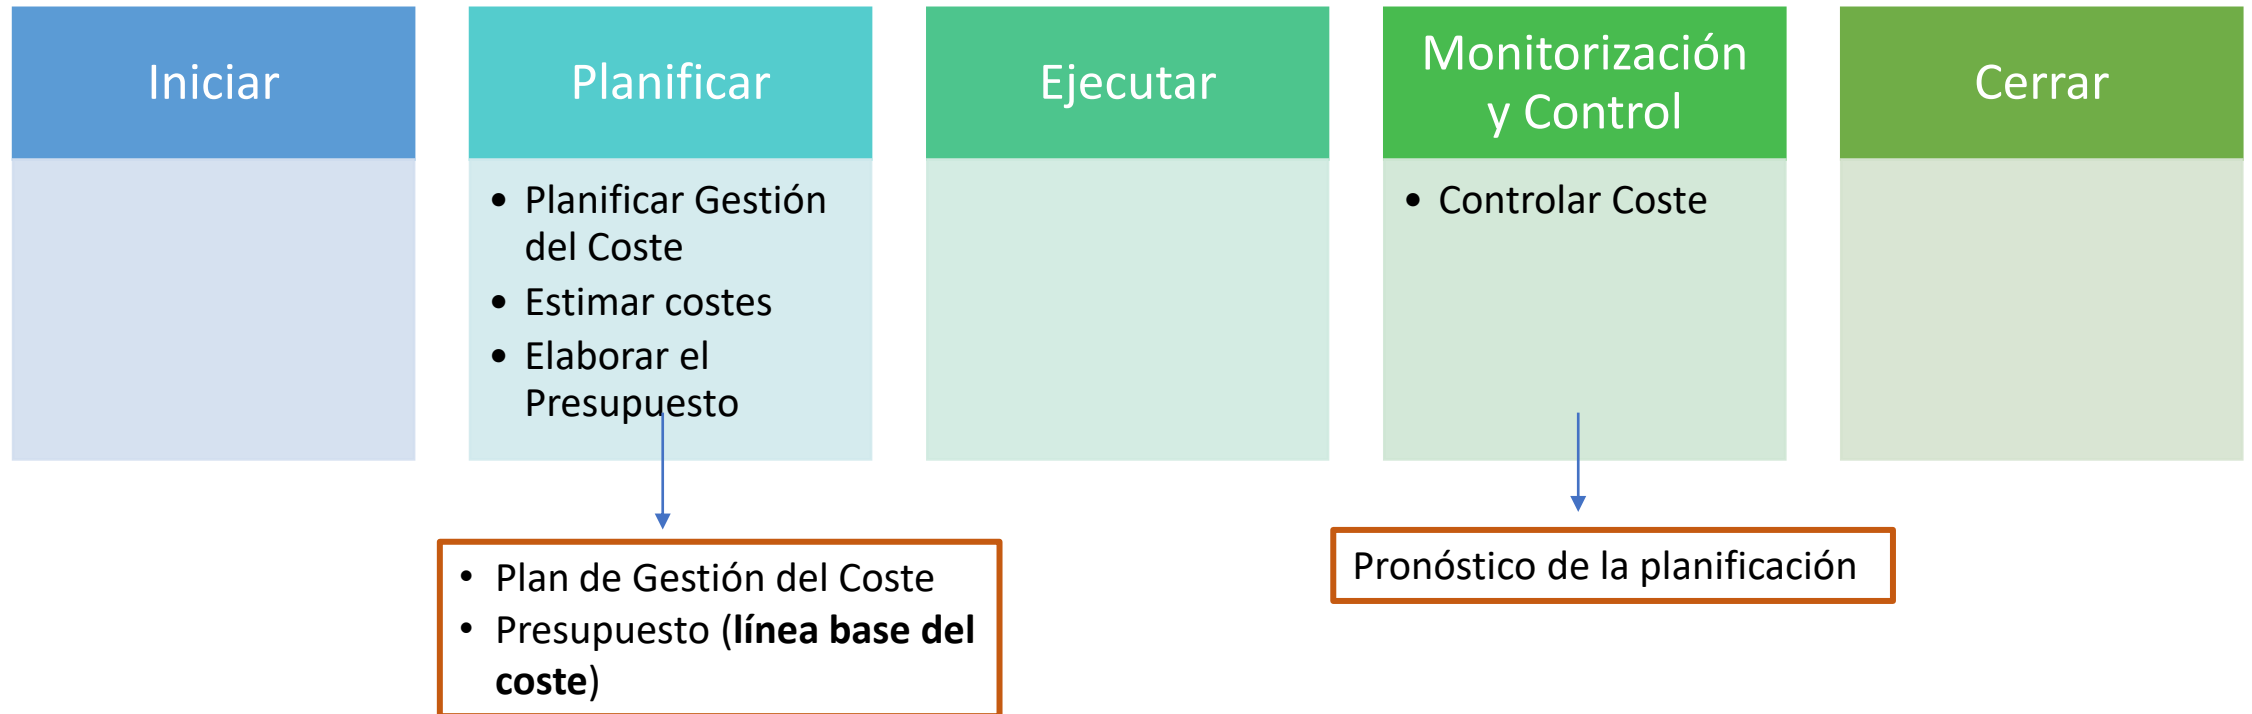 Iniciar
Planificar
• Planificar Gestión
del Coste
• Estimar costes
• Elaborar el
Presupuesto
Ejecutar
Monitorización
y Control
• Controlar Coste
Cerrar
• Plan de Gestión del Coste
• Presupuesto (línea base del
coste)
Pronóstico de la planificación